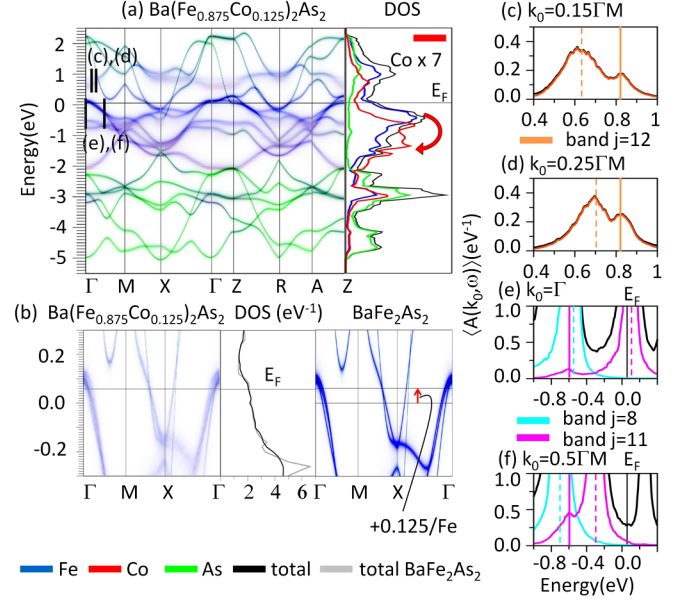 (a) Ba(Fe0.875Co0.125)2As2 DOS
2
1
0
-1
-2
-3
-4
-5
Energy(eV)
(c),(d)
(e),(f)
Co x 7
EF
Γ M X Γ Z R A Z
(b) Ba(Fe0.875Co0.125)2As2 DOS (eV-1) BaFe2As2
0.2
0.0
-0.2
EF
Γ M X Γ 2 4 6 Γ M X Γ
+0.125/Fe
Fe Co As total total BaFe2As2
(c) k0=0.15ΓM
0.4
0.2
0.0
0.4 0.6 0.8 1
band j=12
(d) k0=0.25ΓM
0.4
0.2
0.0
0.4 0.6 0.8 1
⟨A(k0,ω)⟩(eV-1)
(e) k0=Γ EF
1.0
0.5
0.0
-0.8 -0.4 0.0
band j=8
band j=11
(f) k0=0.5ΓM EF
1.0
0.5
0.0
-0.8 -0.4 0.0
Energy(eV)